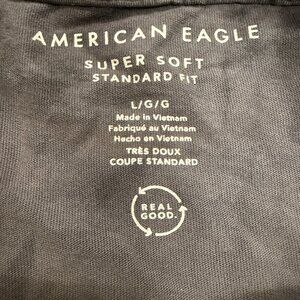 AMERICAN EAGLE
SUPER SOFT
STANDARD FIT
L/G/G
Made in Vietnam
Fabriqué au Vietnam
Hecho en Vietnam
TRÈS DOUX
COUPE STANDARD
REAL
GOOD.